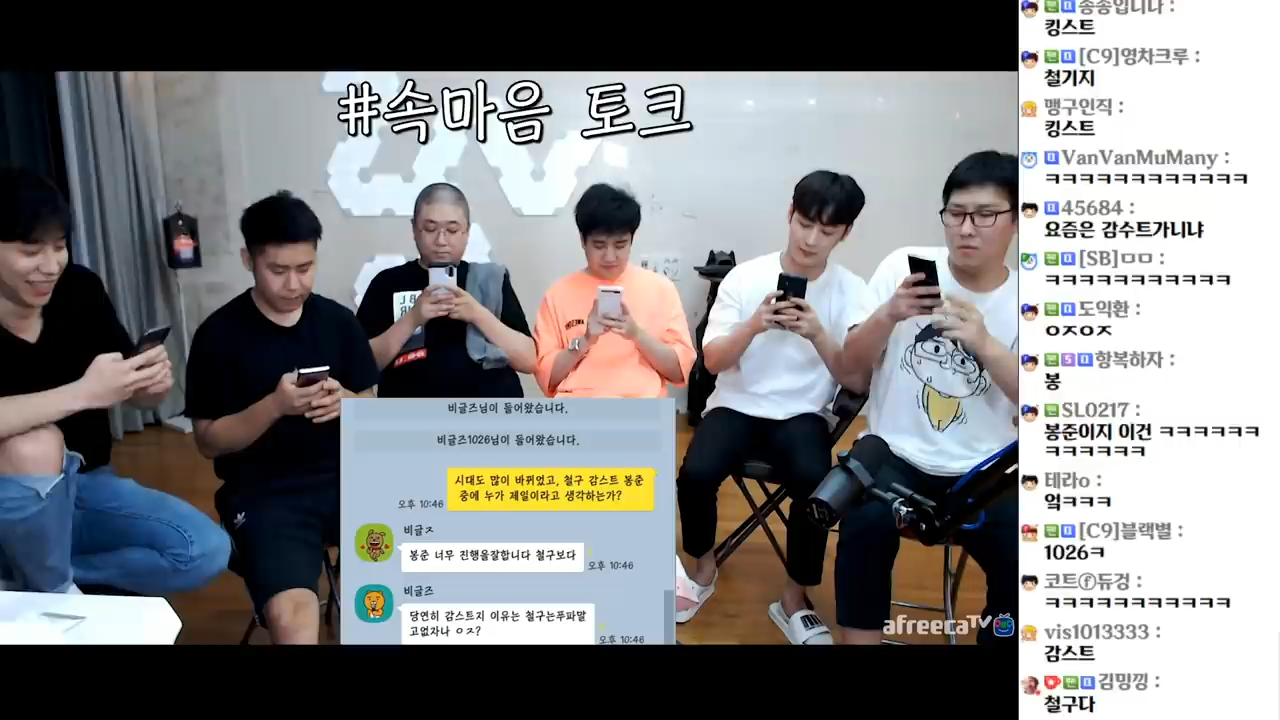 #속마음 토크
비글즈님이 들어왔습니다.
비글즈1026님이 들어왔습니다.
시대도 많이 바뀌었고, 철구 감스트 봉준
중에 누가 제일이라고 생각하는가?
오후 10:46
비글ㅈ
봉준 너무 진행을잘합니다 철구보다
오후 10:46
비글즈
당연히 감스트지 이유는 철구는푸파말
고없자나 ㅇㅈ?
오후 10:46
afreecaTV
송송입니다 :
킹스트
[C9]영차크루 :
철기지
맹구인직 :
킹스트
VanVanMuMany :
ㅋㅋㅋㅋㅋㅋㅋㅋㅋㅋㅋㅋ
45684 :
요즘은 감수트가니냐
[SB]ㅁㅁ :
ㅋㅋㅋㅋㅋㅋㅋㅋㅋㅋㅋ
도익환 :
ㅇㅈㅇㅈ
항복하자 :
봉
SL0217 :
봉준이지 이건 ㅋㅋㅋㅋㅋㅋ
ㅋㅋㅋㅋㅋㅋ
테라o :
엌ㅋㅋㅋ
[C9]블랙별 :
1026ㅋ
코트ⓕ듀겅 :
ㅋㅋㅋㅋㅋㅋㅋㅋㅋㅋㅋ
vis1013333 :
감스트
김밍낑 :
철구다